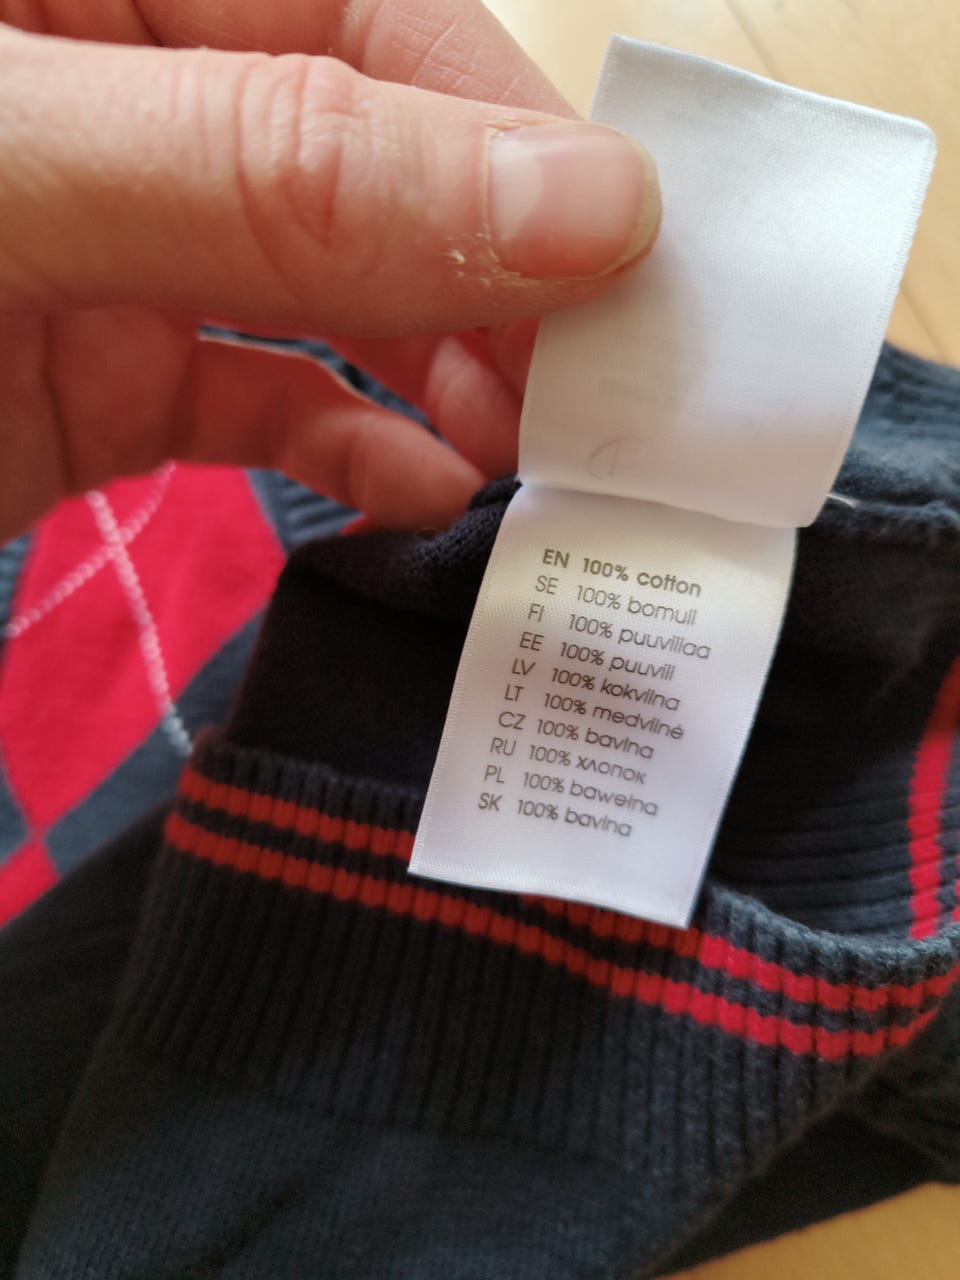 EN 100% cotton
SE 100% bomull
FI 100% puuvillaa
EE 100% puuvill
LV 100% kokvilna
LT 100% medvilnė
CZ 100% bavlna
RU 100% хлопок
PL 100% bawełna
SK 100% bavlna